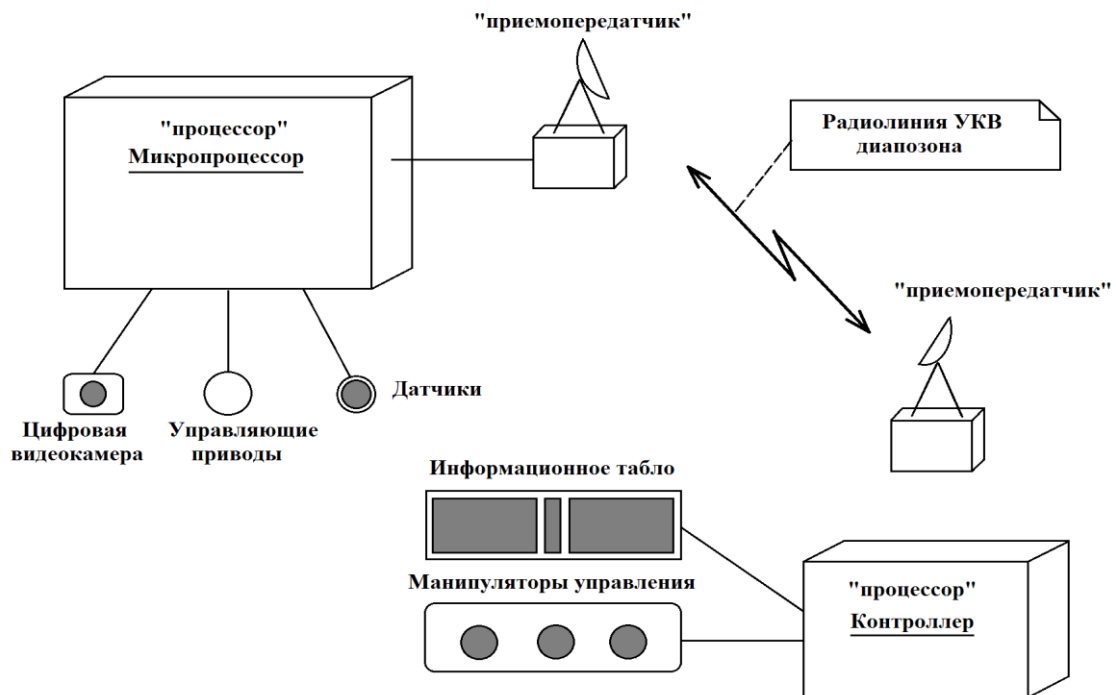 "приемопередатчик"
"процессор"
Микропроцессор
Радиолиния УКВ
диапозона
"приемопередатчик"
Датчики
Цифровая
видеокамера
Управляющие
приводы
Информационное табло
Манипуляторы управления
"процессор"
Контроллер